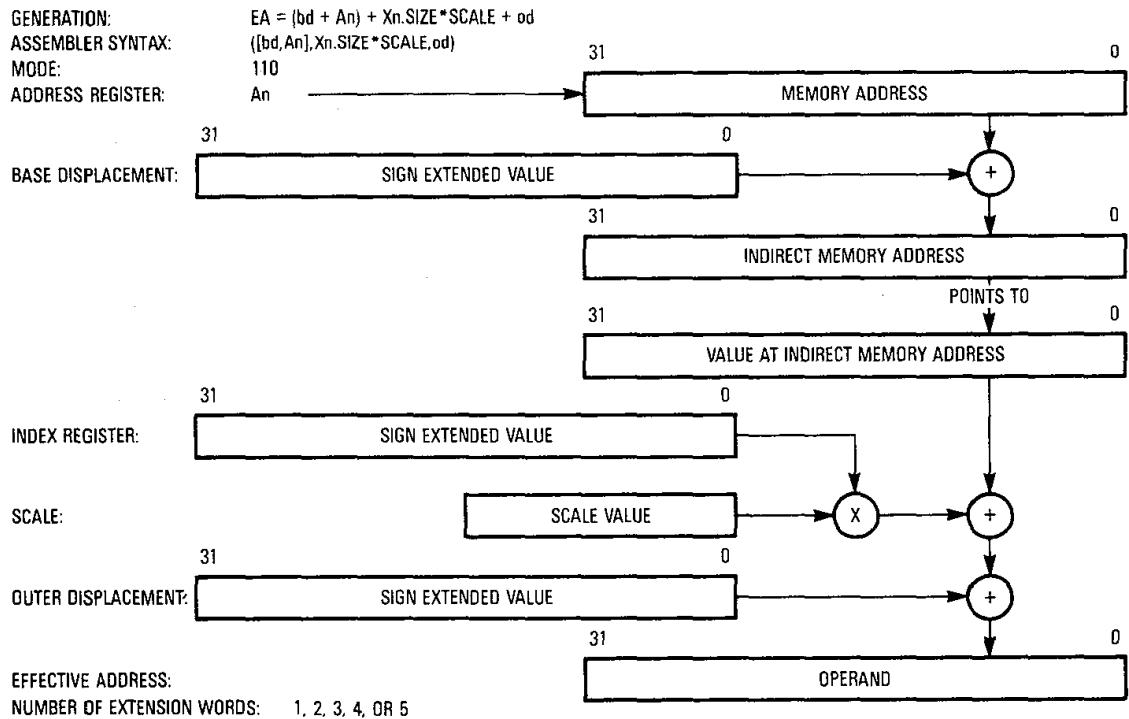 GENERATION: EA = (bd + An) + Xn.SIZE*SCALE + od
ASSEMBLER SYNTAX: ([bd,An],Xn.SIZE*SCALE,od)
MODE: 110
ADDRESS REGISTER: An
31 0
MEMORY ADDRESS
31 0
BASE DISPLACEMENT: SIGN EXTENDED VALUE +
31 0
INDIRECT MEMORY ADDRESS
POINTS TO
31 0
VALUE AT INDIRECT MEMORY ADDRESS
31 0
INDEX REGISTER: SIGN EXTENDED VALUE
SCALE: SCALE VALUE X +
31 0
OUTER DISPLACEMENT: SIGN EXTENDED VALUE +
31 0
OPERAND
EFFECTIVE ADDRESS:
NUMBER OF EXTENSION WORDS: 1, 2, 3, 4, OR 5